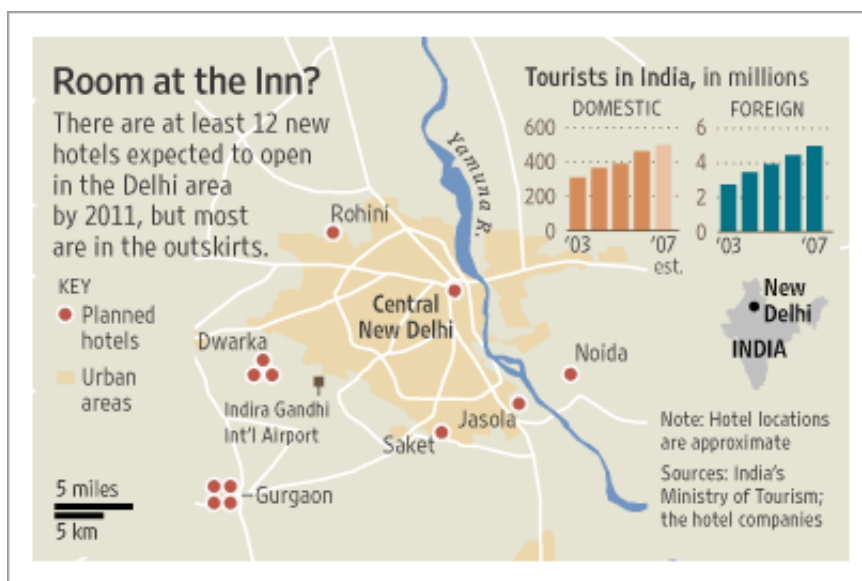 Room at the Inn?
There are at least 12 new
hotels expected to open
in the Delhi area
by 2011, but most
are in the outskirts.
KEY
Planned
hotels
Urban
areas
5 miles
5 km
Rohini
Yamuna R.
Central
New Delhi
Dwarka
Indira Gandhi
Int'l Airport
Noida
Jasola
Saket
Gurgaon
Tourists in India, in millions
DOMESTIC
600
400
200
0
'03
'07
est.
FOREIGN
6
4
2
0
'03
'07
New
Delhi
INDIA
Note: Hotel locations
are approximate
Sources: India's
Ministry of Tourism;
the hotel companies